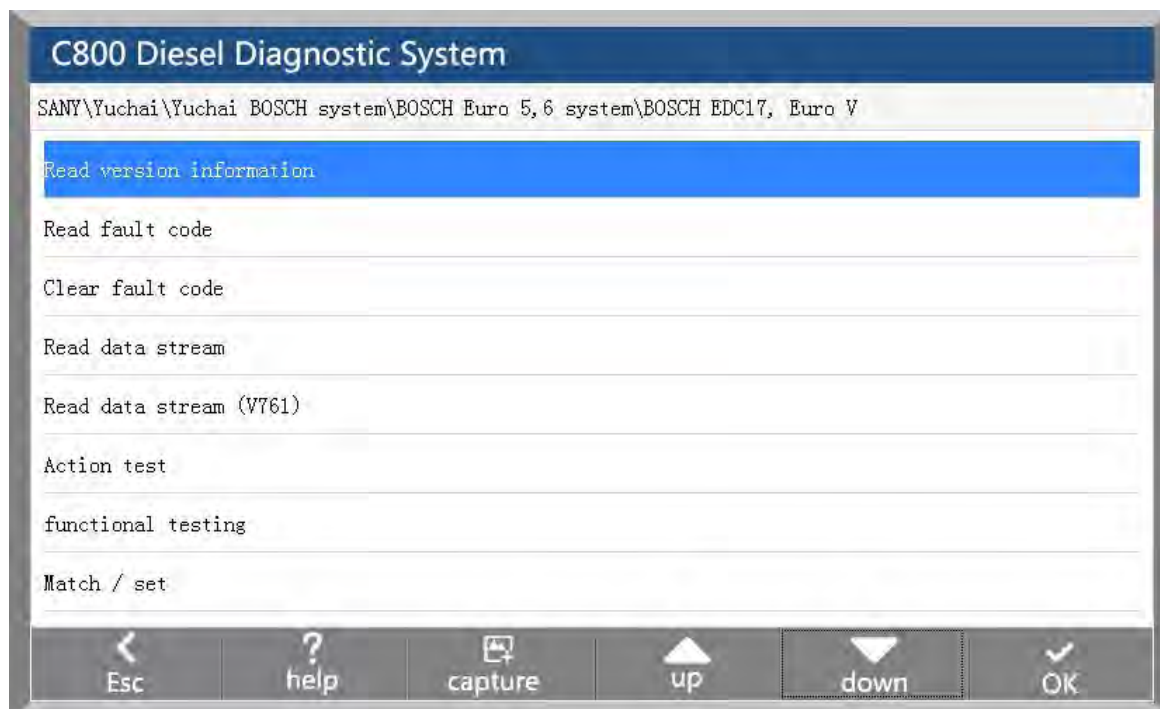 C800 Diesel Diagnostic System
SANY\Yuchai\Yuchai BOSCH system\BOSCH Euro 5,6 system\BOSCH EDC17, Euro V
Read version information
Read fault code
Clear fault code
Read data stream
Read data stream (V761)
Action test
functional testing
Match / set
Esc
help
capture
up
down
OK